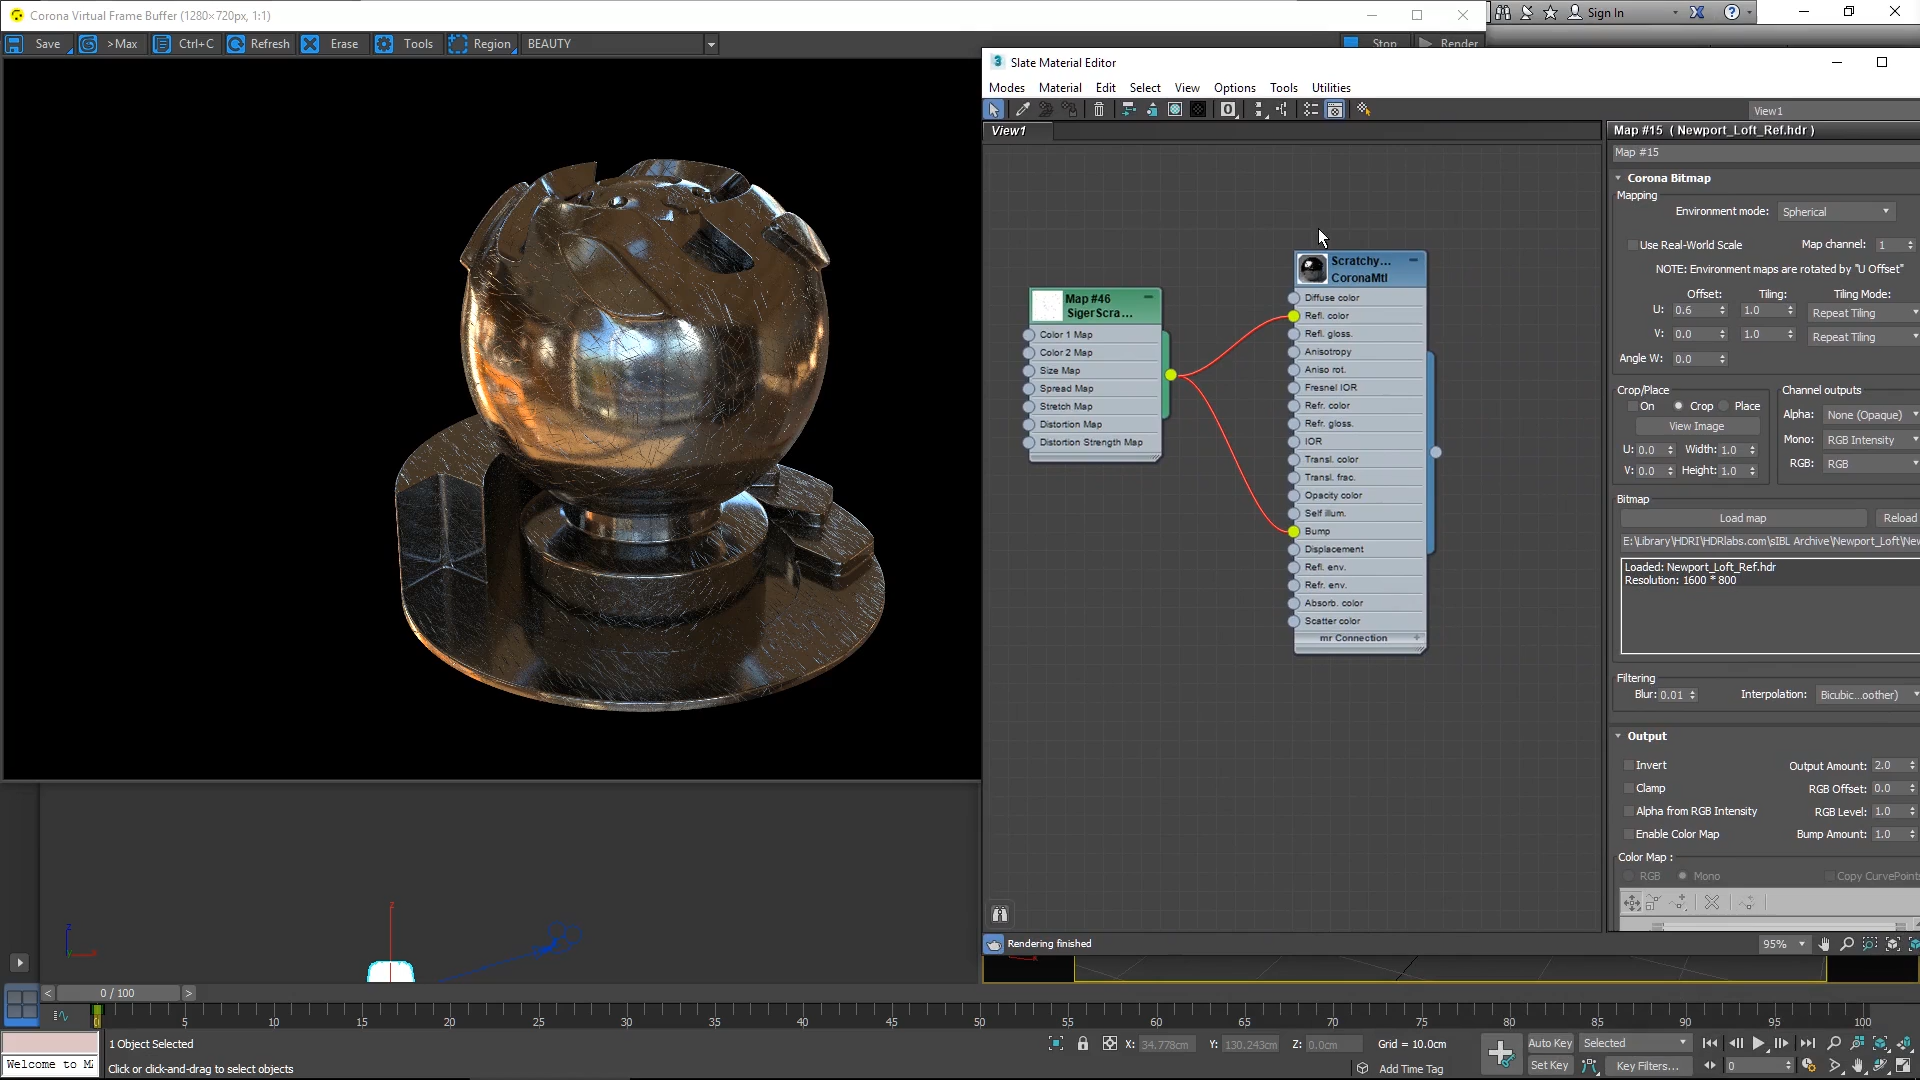 Corona Virtual Frame Buffer (1280×720px, 1:1)
Sign In
Save >Max Ctrl+C Refresh Erase Tools Region BEAUTY Stop Render
Slate Material Editor
Modes Material Edit Select View Options Tools Utilities
View1
View1
Map #15 ( Newport_Loft_Ref.hdr )
Map #15
Corona Bitmap
Mapping
Environment mode: Spherical
Use Real-World Scale Map channel: 1
NOTE: Environment maps are rotated by "U Offset"
Offset: Tiling: Tiling Mode:
U: 0.6 1.0 Repeat Tiling
V: 0.0 1.0 Repeat Tiling
Angle W: 0.0
Crop/Place Channel outputs
On Crop Place Alpha: None (Opaque)
View Image
Mono: RGB Intensity
U: 0.0 Width: 1.0
RGB: RGB
V: 0.0 Height: 1.0
Bitmap
Load map Reload
E:\Library\HDRI\HDRlabs.com\sIBL Archive\Newport_Loft\New
Loaded: Newport_Loft_Ref.hdr
Resolution: 1600 * 800
Filtering
Blur: 0.01 Interpolation: Bicubic...oother)
Output
Invert Output Amount: 2.0
Clamp RGB Offset: 0.0
Alpha from RGB Intensity RGB Level: 1.0
Enable Color Map Bump Amount: 1.0
Color Map :
RGB Mono Copy CurvePoints
Map #46
SigerScra...
Color 1 Map
Color 2 Map
Size Map
Spread Map
Stretch Map
Distortion Map
Distortion Strength Map
Scratchy...
CoronaMtl
Diffuse color
Refl. color
Refl. gloss.
Anisotropy
Aniso rot.
Fresnel IOR
Refr. color
Refr. gloss.
IOR
Transl. color
Transl. frac.
Opacity color
Self illum.
Bump
Displacement
Refl. env.
Refr. env.
Absorb. color
Scatter color
mr Connection
Rendering finished
95%
z
z
0 / 100
5 10 15 20 25 30 35 40 45 50 55 60 65 70 75 80 85 90 95 100
1 Object Selected
X: 34.778cm Y: 130.243cm Z: 0.0cm Grid = 10.0cm
Auto Key Selected
Welcome to M
Click or click-and-drag to select objects
Add Time Tag
Set Key Key Filters...
0